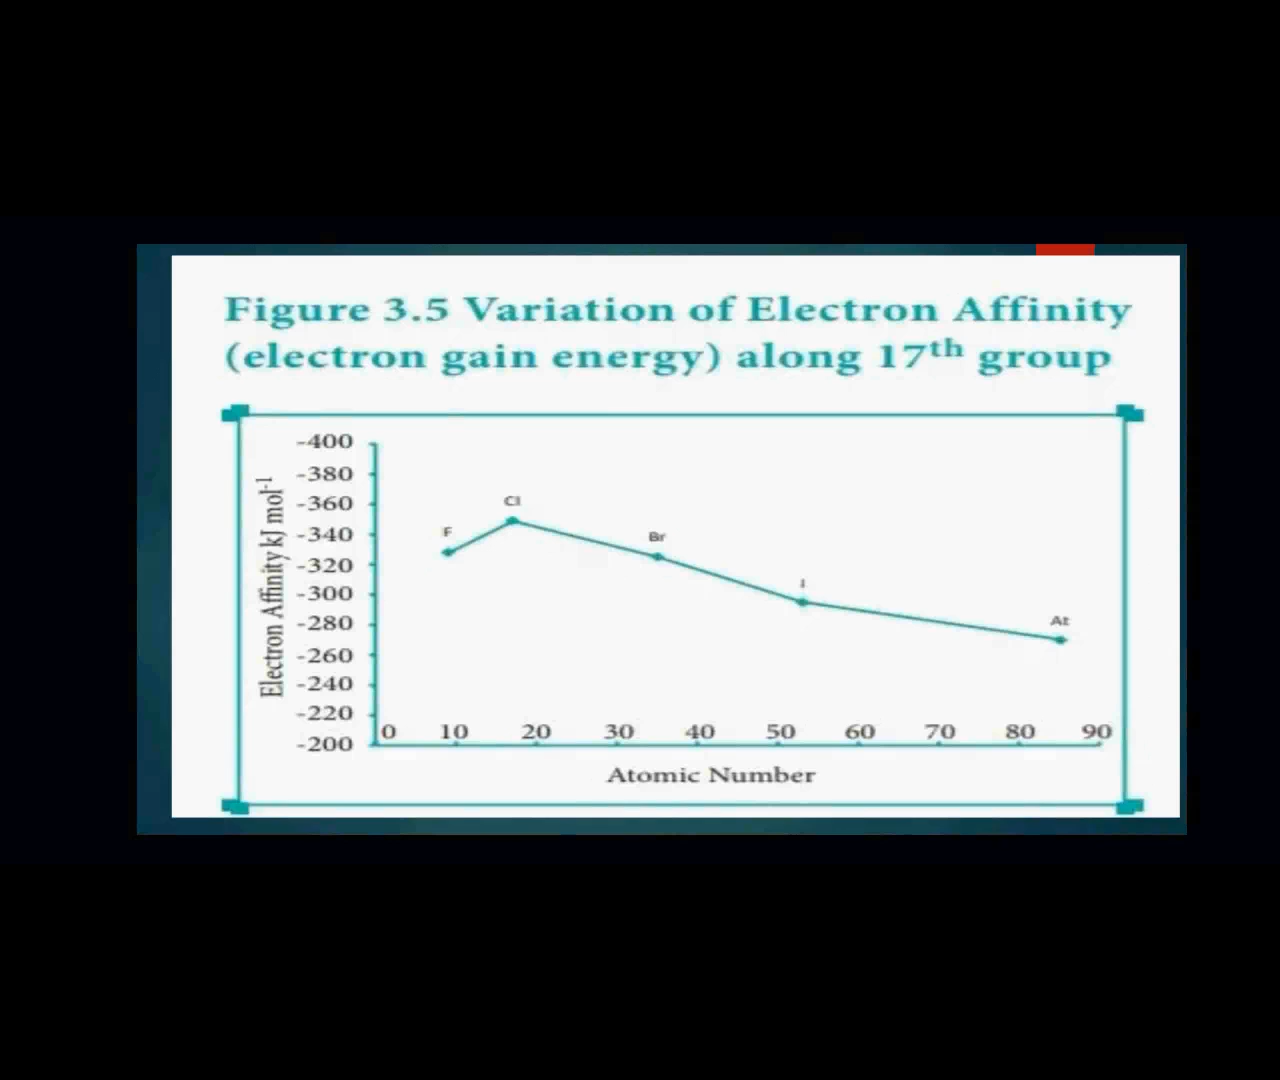 Figure 3.5 Variation of Electron Affinity
(electron gain energy) along 17th group
Electron Affinity kJ mol-1
-400
-380
-360
-340
-320
-300
-280
-260
-240
-220
-200
F
Cl
Br
I
At
0 10 20 30 40 50 60 70 80 90
Atomic Number